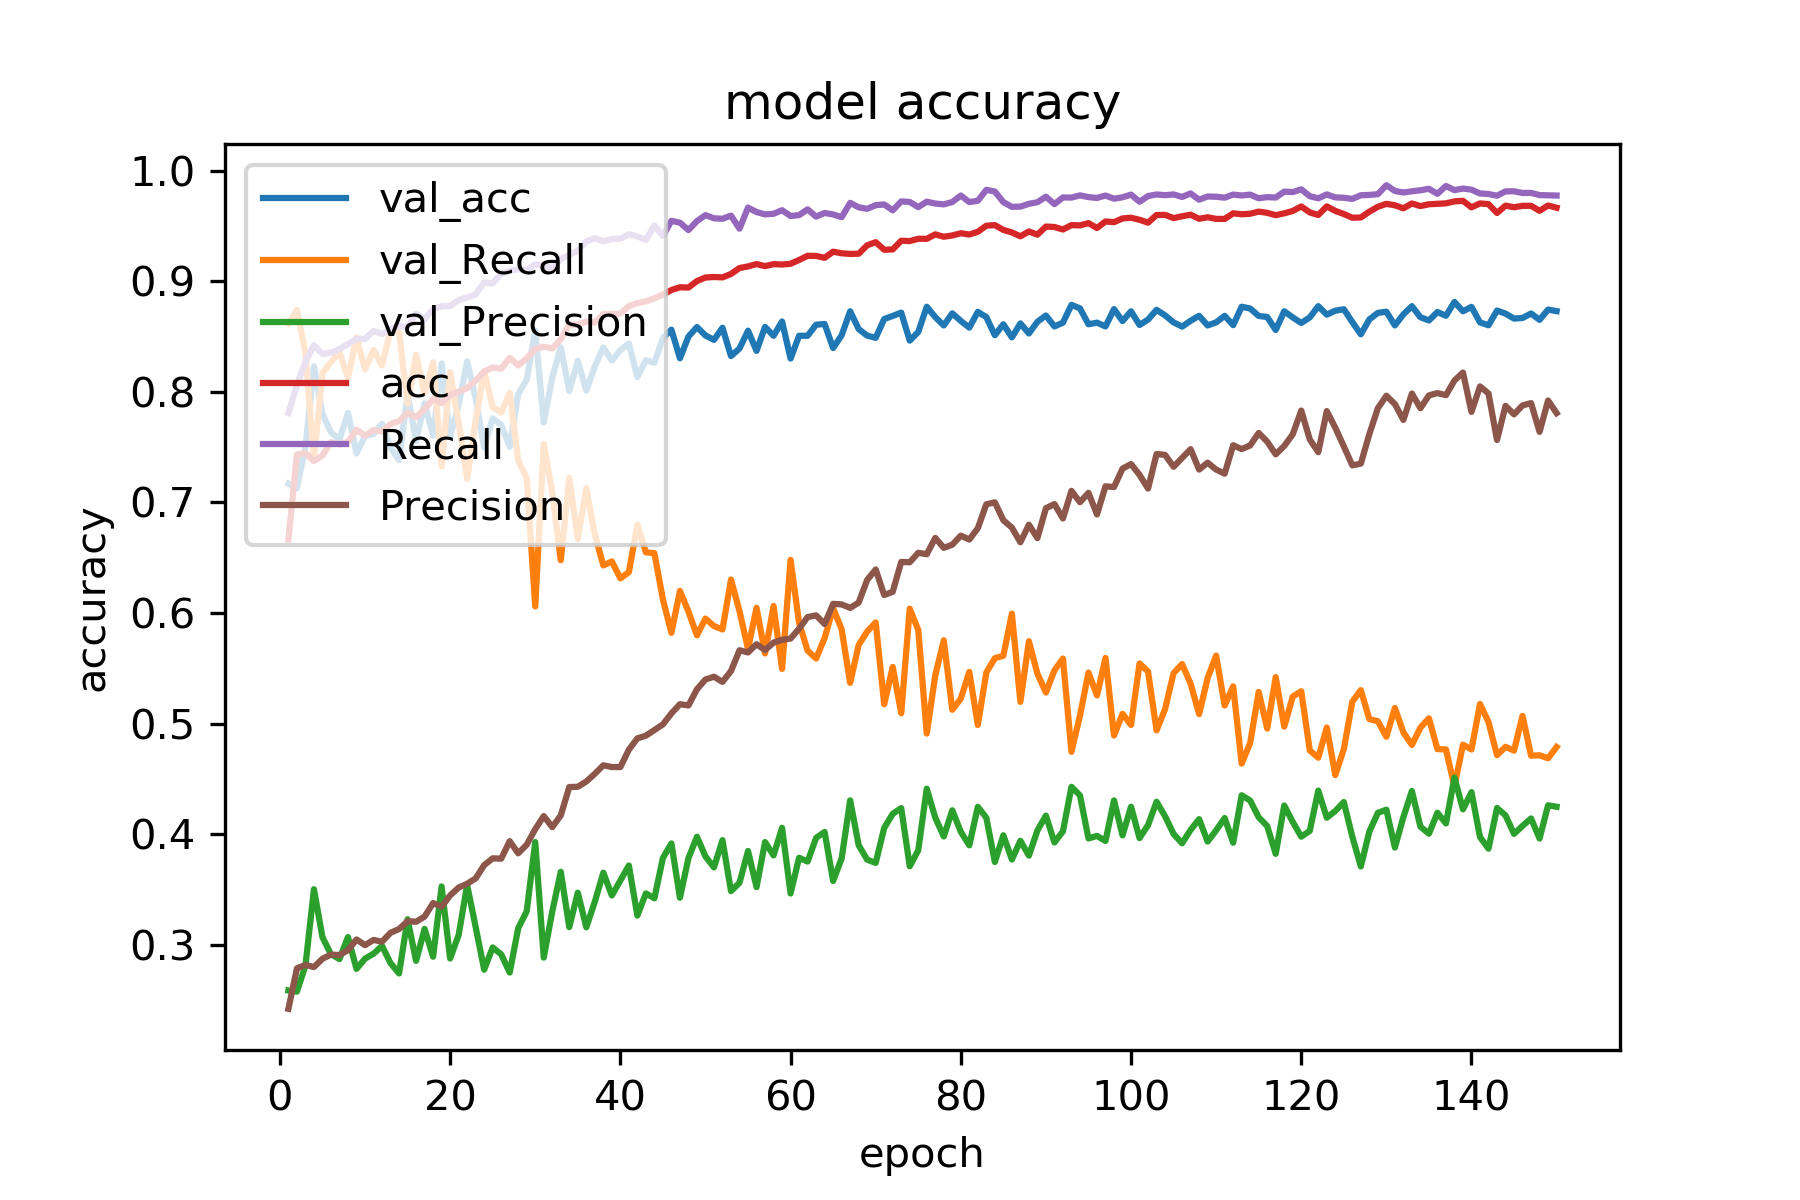 model accuracy
accuracy
1.0
0.9
0.8
0.7
0.6
0.5
0.4
0.3
val_acc
val_Recall
val_Precision
acc
Recall
Precision
0 20 40 60 80 100 120 140
epoch